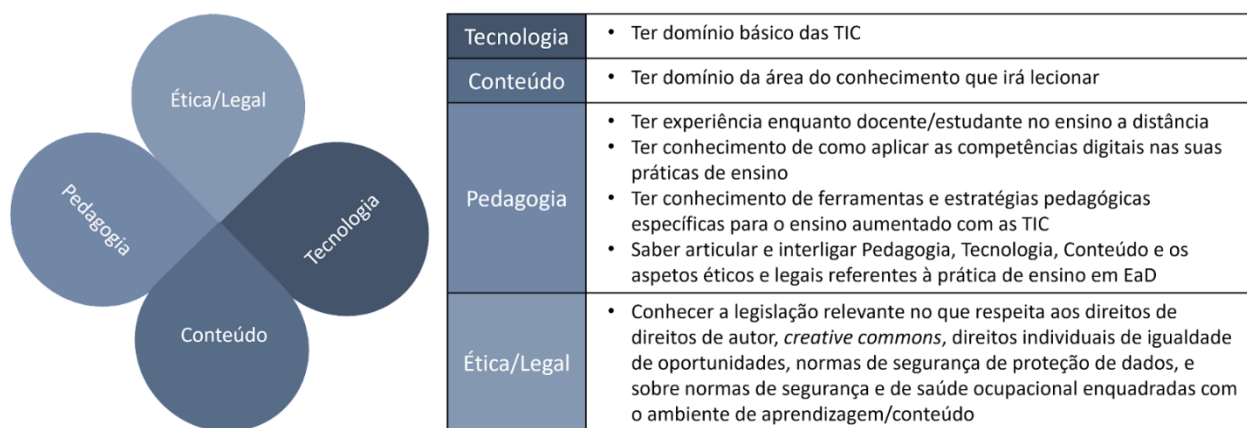 Ética/Legal
Pedagogia
Tecnologia
Conteúdo
Tecnologia
• Ter domínio básico das TIC
Conteúdo
• Ter domínio da área do conhecimento que irá lecionar
Pedagogia
• Ter experiência enquanto docente/estudante no ensino a distância
• Ter conhecimento de como aplicar as competências digitais nas suas
práticas de ensino
• Ter conhecimento de ferramentas e estratégias pedagógicas
específicas para o ensino aumentado com as TIC
• Saber articular e interligar Pedagogia, Tecnologia, Conteúdo e os
aspetos éticos e legais referentes à prática de ensino em EaD
Ética/Legal
• Conhecer a legislação relevante no que respeita aos direitos de
direitos de autor, creative commons, direitos individuais de igualdade
de oportunidades, normas de segurança de proteção de dados, e
sobre normas de segurança e de saúde ocupacional enquadradas com
o ambiente de aprendizagem/conteúdo